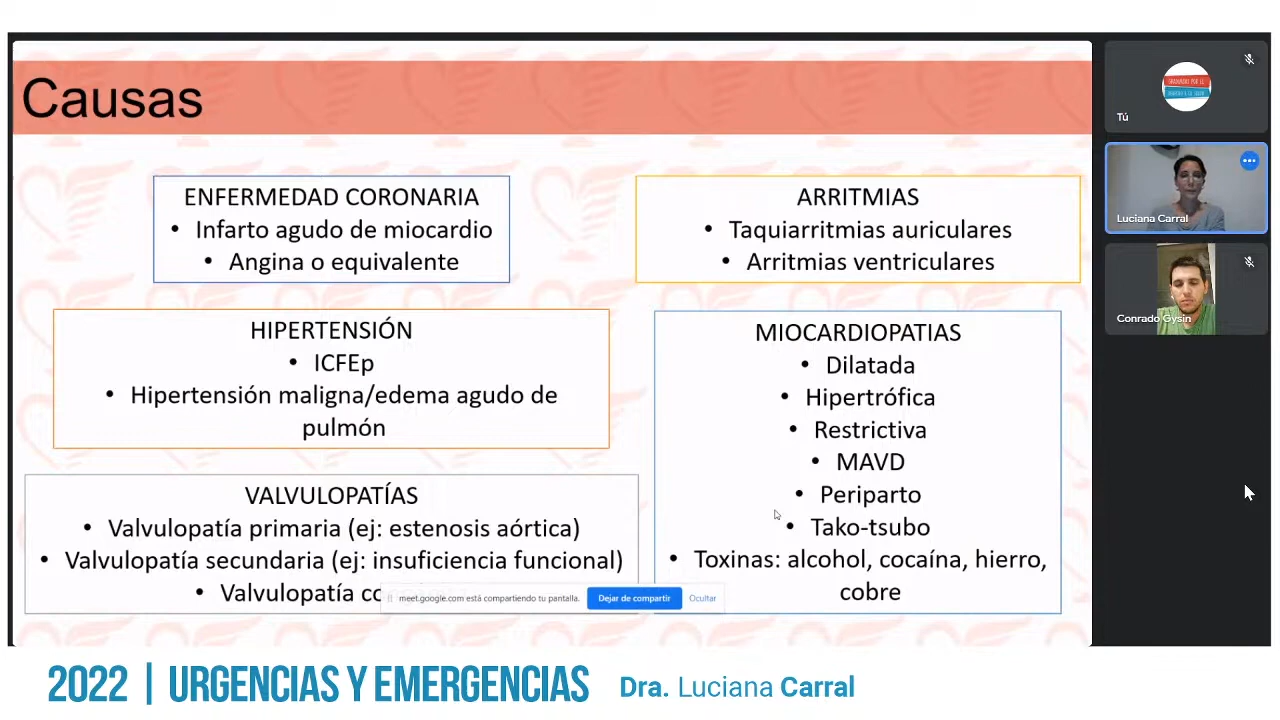 Causas
ENFERMEDAD CORONARIA
• Infarto agudo de miocardio
• Angina o equivalente
ARRITMIAS
• Taquiarritmias auriculares
• Arritmias ventriculares
HIPERTENSIÓN
• ICFEp
• Hipertensión maligna/edema agudo de
pulmón
MIOCARDIOPATIAS
• Dilatada
• Hipertrófica
• Restrictiva
• MAVD
• Periparto
• Tako-tsubo
• Toxinas: alcohol, cocaína, hierro,
cobre
VALVULOPATÍAS
• Valvulopatía primaria (ej: estenosis aórtica)
• Valvulopatía secundaria (ej: insuficiencia funcional)
• Valvulopatía
meet.google.com está compartiendo tu pantalla.
Dejar de compartir
Ocultar
Tú
Luciana Carral
Conrado Gysin
2022 | URGENCIAS Y EMERGENCIAS
Dra. Luciana Carral